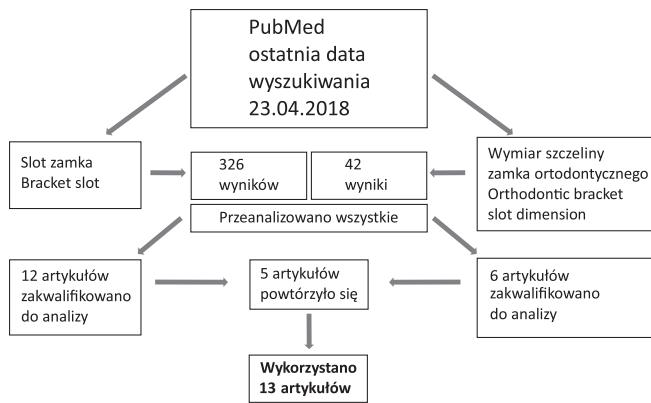 PubMed
ostatnia data
wyszukiwania
23.04.2018
Slot zamka
Bracket slot
326
wyników
42
wyniki
Wymiar szczeliny
zamka ortodontycznego
Orthodontic bracket
slot dimension
Przeanalizowano wszystkie
12 artykułów
zakwalifikowano
do analizy
5 artykułów
powtórzyło się
6 artykułów
zakwalifikowano
do analizy
Wykorzystano
13 artykułów